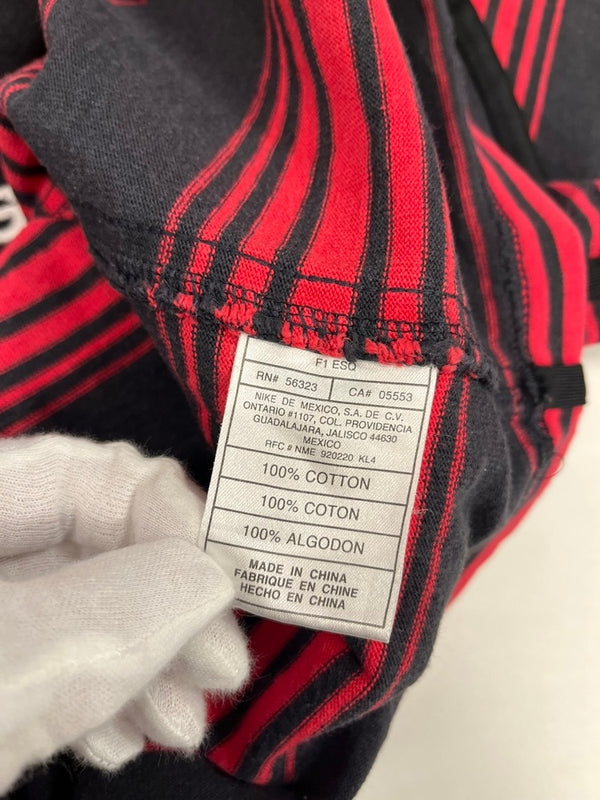 F1 ESQ
RN# 56323 CA# 05553
NIKE DE MEXICO, S.A. DE C.V.
ONTARIO #1107, COL. PROVIDENCIA
GUADALAJARA, JALISCO 44630
MEXICO
RFC # NME 920220 KL4
100% COTTON
100% COTON
100% ALGODON
MADE IN CHINA
FABRIQUE EN CHINE
HECHO EN CHINA